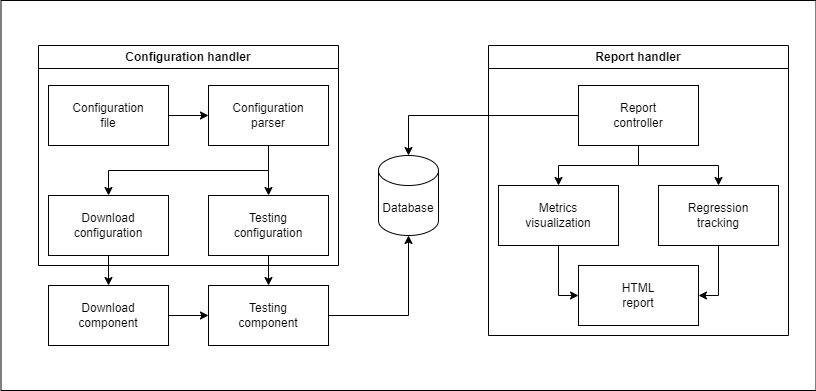 Configuration handler
Report handler
Configuration
file
Configuration
parser
Report
controller
Database
Download
configuration
Testing
configuration
Metrics
visualization
Regression
tracking
Download
component
Testing
component
HTML
report